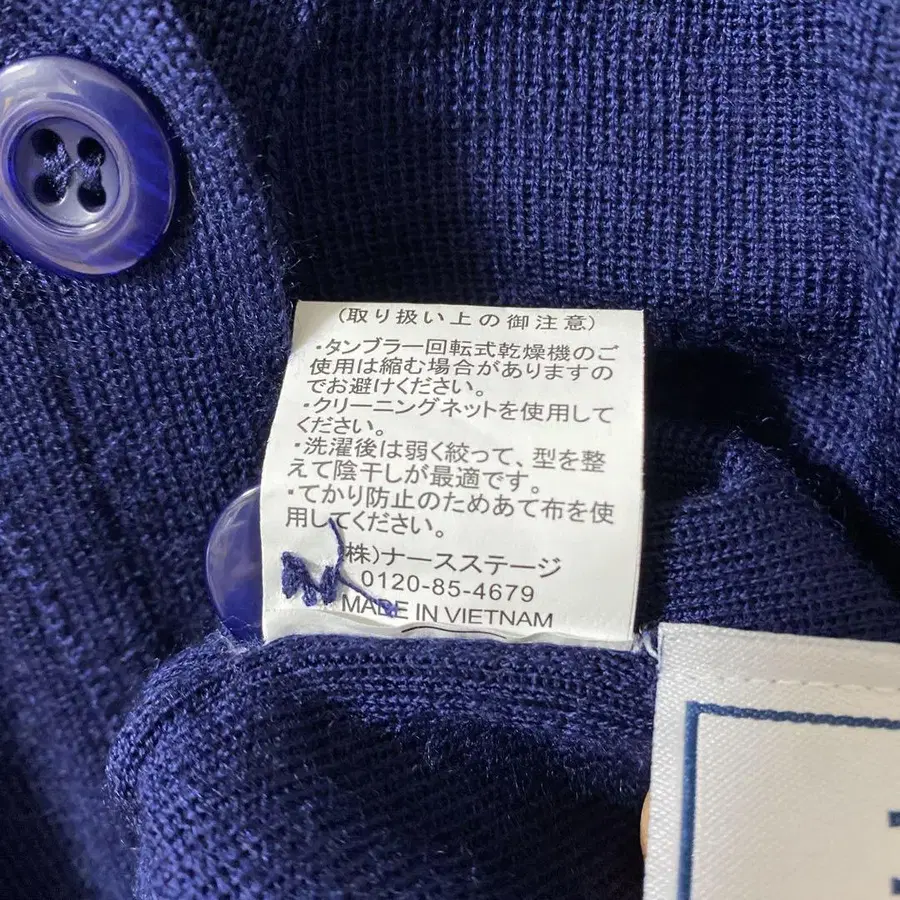 (取り扱い上の御注意)
・タンブラー回転式乾燥機のご
使用は縮む場合がありますの
でお避けください。
・クリーニングネットを使用して
ください。
・洗濯後は弱く絞って、型を整
えて陰干しが最適です。
・てかり防止のためあて布を使
用してください。
(株)ナースステージ
0120-85-4679
MADE IN VIETNAM